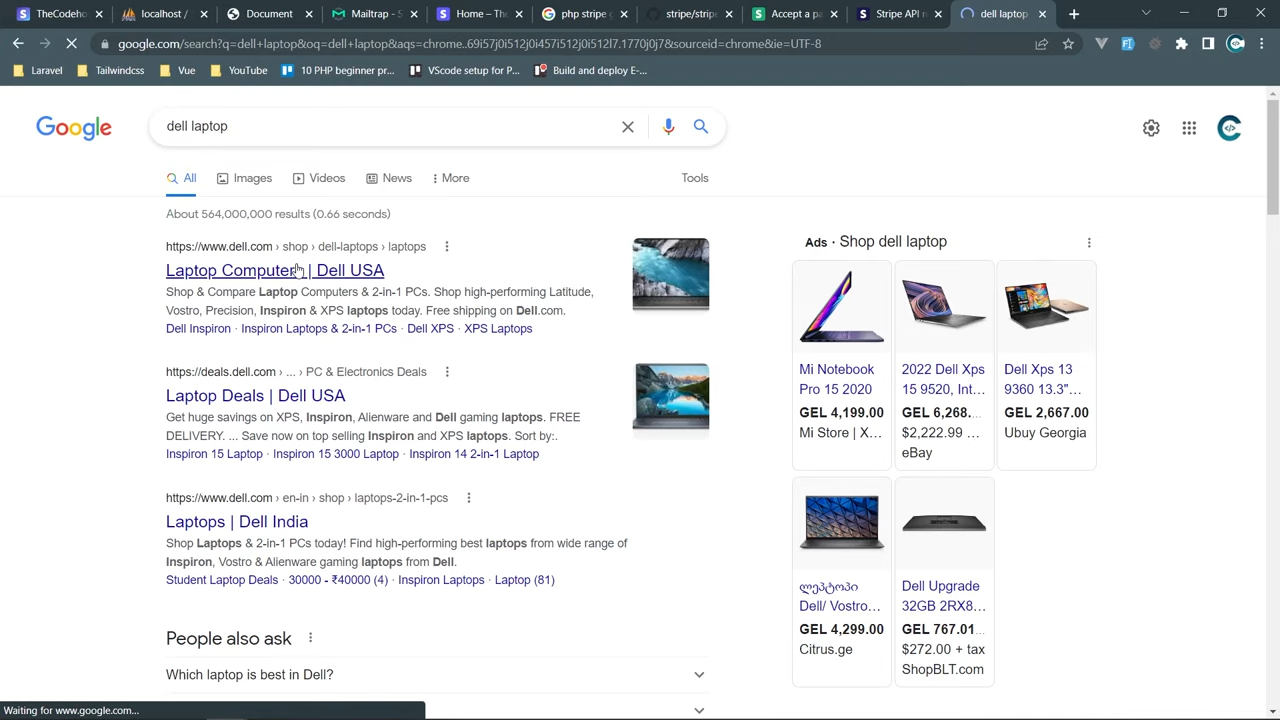 TheCodeho
localhost /
Document
Mailtrap - S
Home – The
php stripe
stripe/stripe
Accept a pa
Stripe API r
dell laptop
google.com/search?q=dell+laptop&oq=dell+laptop&aqs=chrome..69i57j0i512j0i457i512j0i512l7.1770j0j7&sourceid=chrome&ie=UTF-8
Laravel
Tailwindcss
Vue
YouTube
10 PHP beginner pr...
VScode setup for P...
Build and deploy E-...
Google
dell laptop
All
Images
Videos
News
More
Tools
About 564,000,000 results (0.66 seconds)
https://www.dell.com › shop › dell-laptops › laptops
Laptop Computers | Dell USA
Shop & Compare Laptop Computers & 2-in-1 PCs. Shop high-performing Latitude,
Vostro, Precision, Inspiron & XPS laptops today. Free shipping on Dell.com.
Dell Inspiron · Inspiron Laptops & 2-in-1 PCs · Dell XPS · XPS Laptops
https://deals.dell.com › ... › PC & Electronics Deals
Laptop Deals | Dell USA
Get huge savings on XPS, Inspiron, Alienware and Dell gaming laptops. FREE
DELIVERY. ... Save now on top selling Inspiron and XPS laptops. Sort by:.
Inspiron 15 Laptop · Inspiron 15 3000 Laptop · Inspiron 14 2-in-1 Laptop
https://www.dell.com › en-in › shop › laptops-2-in-1-pcs
Laptops | Dell India
Shop Laptops & 2-in-1 PCs today! Find high-performing best laptops from wide range of
Inspiron, Vostro & Alienware gaming laptops from Dell.
Student Laptop Deals · 30000 - ₹40000 (4) · Inspiron Laptops · Laptop (81)
People also ask
Which laptop is best in Dell?
Ads · Shop dell laptop
Mi Notebook
Pro 15 2020
GEL 4,199.00
Mi Store | X...
2022 Dell Xps
15 9520, Int...
GEL 6,268...
$2,222.99 ...
eBay
Dell Xps 13
9360 13.3"...
GEL 2,667.00
Ubuy Georgia
ლეპტოპი
Dell/ Vostro...
GEL 4,299.00
Citrus.ge
Dell Upgrade
32GB 2RX8...
GEL 767.01...
$272.00 + tax
ShopBLT.com
Waiting for www.google.com...